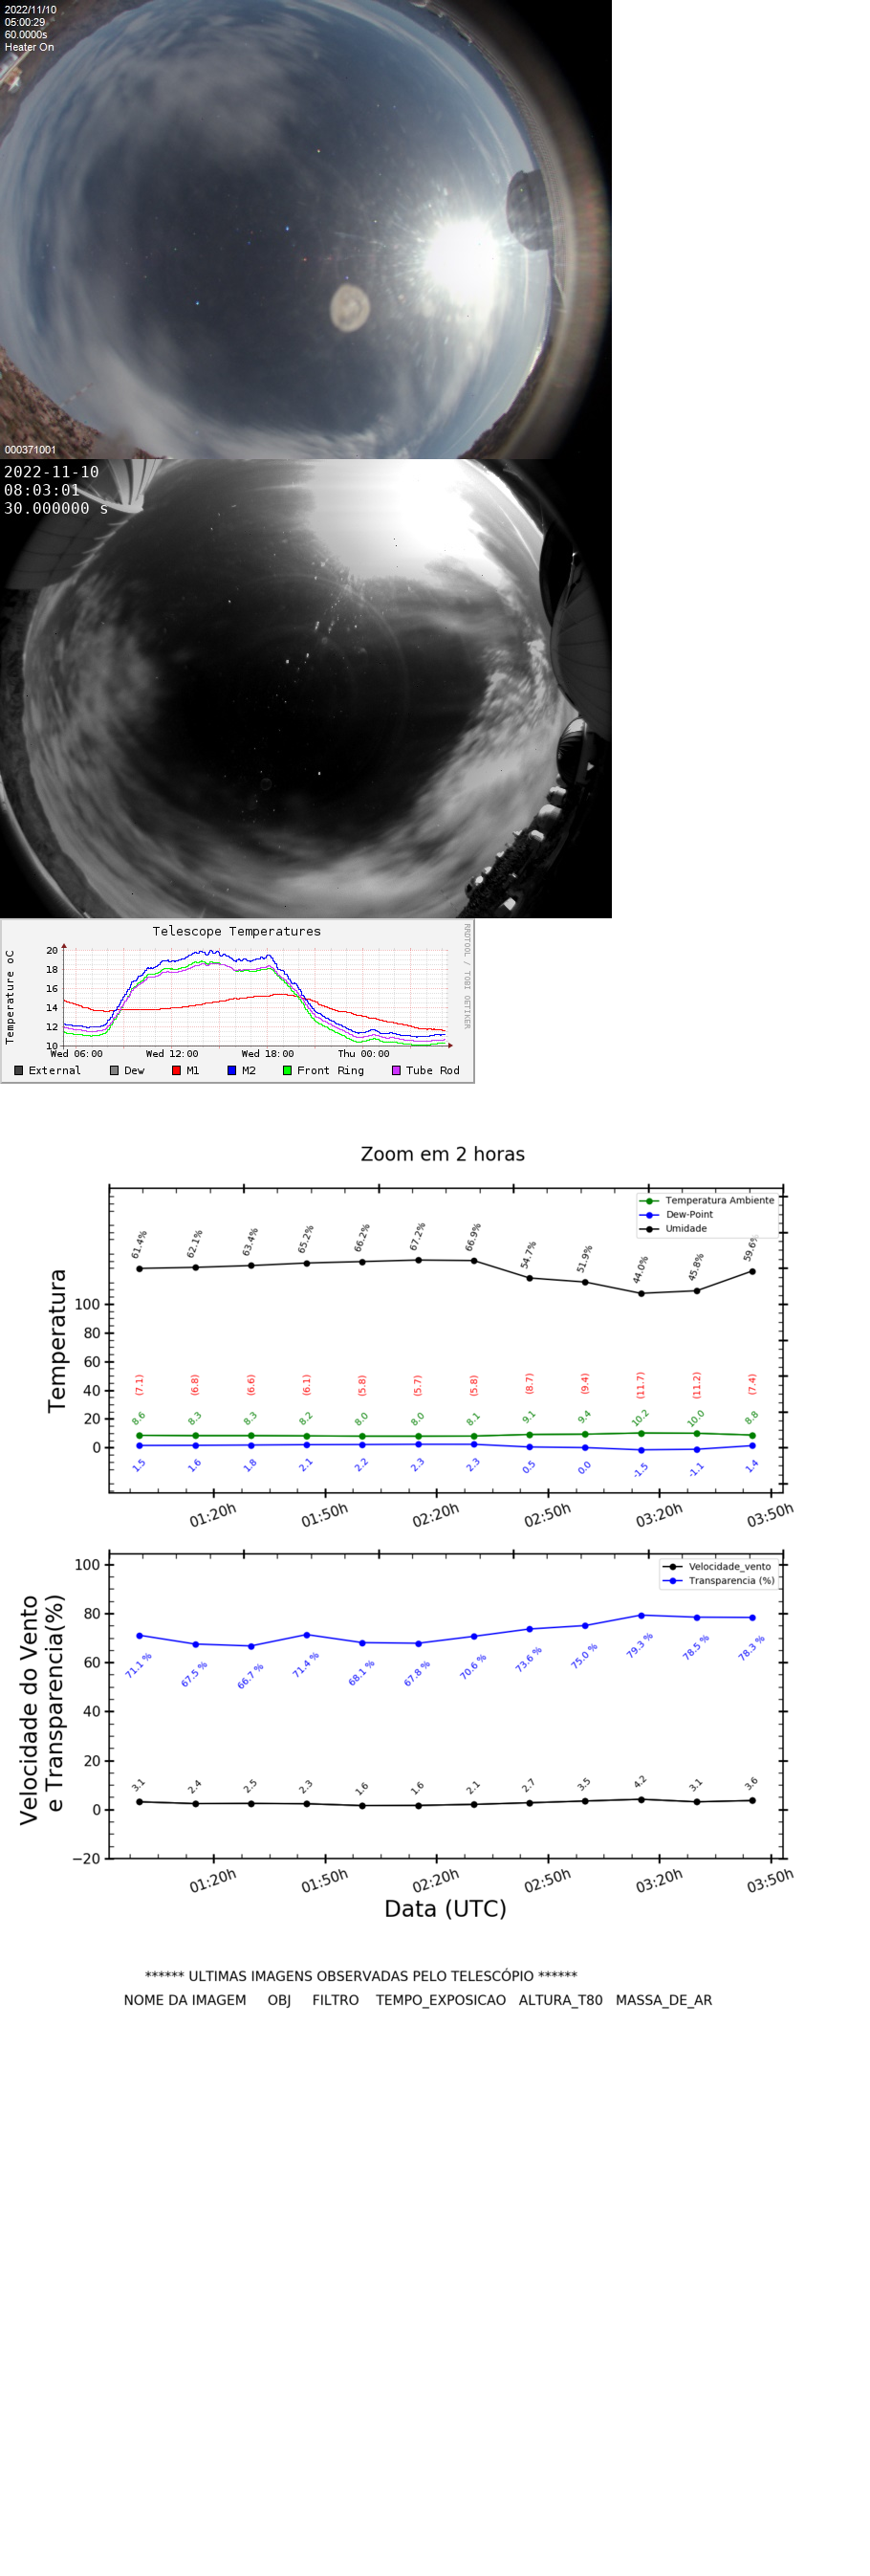 2022/11/10
05:00:29
60.0000s
Heater On
000371001
2022-11-10
08:03:01
30.000000 s
Telescope Temperatures
RRDTOOL / TOBI OETIKER
Temperature oC
20
18
16
14
12
10
Wed 06:00 Wed 12:00 Wed 18:00 Thu 00:00
External Dew M1 M2 Front Ring Tube Rod
Zoom em 2 horas
Temperatura Ambiente
Dew-Point
Umidade
61.4% 62.1% 63.4% 65.2% 66.2% 67.2% 66.9% 54.7% 51.9% 44.0% 45.8% 59.6%
Temperatura
100
80
60
40
20
0
(7.1) (6.8) (6.6) (6.1) (5.8) (5.7) (5.8) (8.7) (9.4) (11.7) (11.2) (7.4)
8.6 8.3 8.3 8.2 8.0 8.0 8.1 9.1 9.4 10.2 10.0 8.8
1.5 1.6 1.8 2.1 2.2 2.3 2.3 0.5 0.0 -1.5 -1.1 1.4
01:20h 01:50h 02:20h 02:50h 03:20h 03:50h
Velocidade_vento
Transparencia (%)
Velocidade do Vento
e Transparencia(%)
100
80
60
40
20
0
−20
71.1 % 67.5 % 66.7 % 71.4 % 68.1 % 67.8 % 70.6 % 73.6 % 75.0 % 79.3 % 78.5 % 78.3 %
3.1 2.4 2.5 2.3 1.6 1.6 2.1 2.7 3.5 4.2 3.1 3.6
01:20h 01:50h 02:20h 02:50h 03:20h 03:50h
Data (UTC)
****** ULTIMAS IMAGENS OBSERVADAS PELO TELESCÓPIO ******
NOME DA IMAGEM OBJ FILTRO TEMPO_EXPOSICAO ALTURA_T80 MASSA_DE_AR